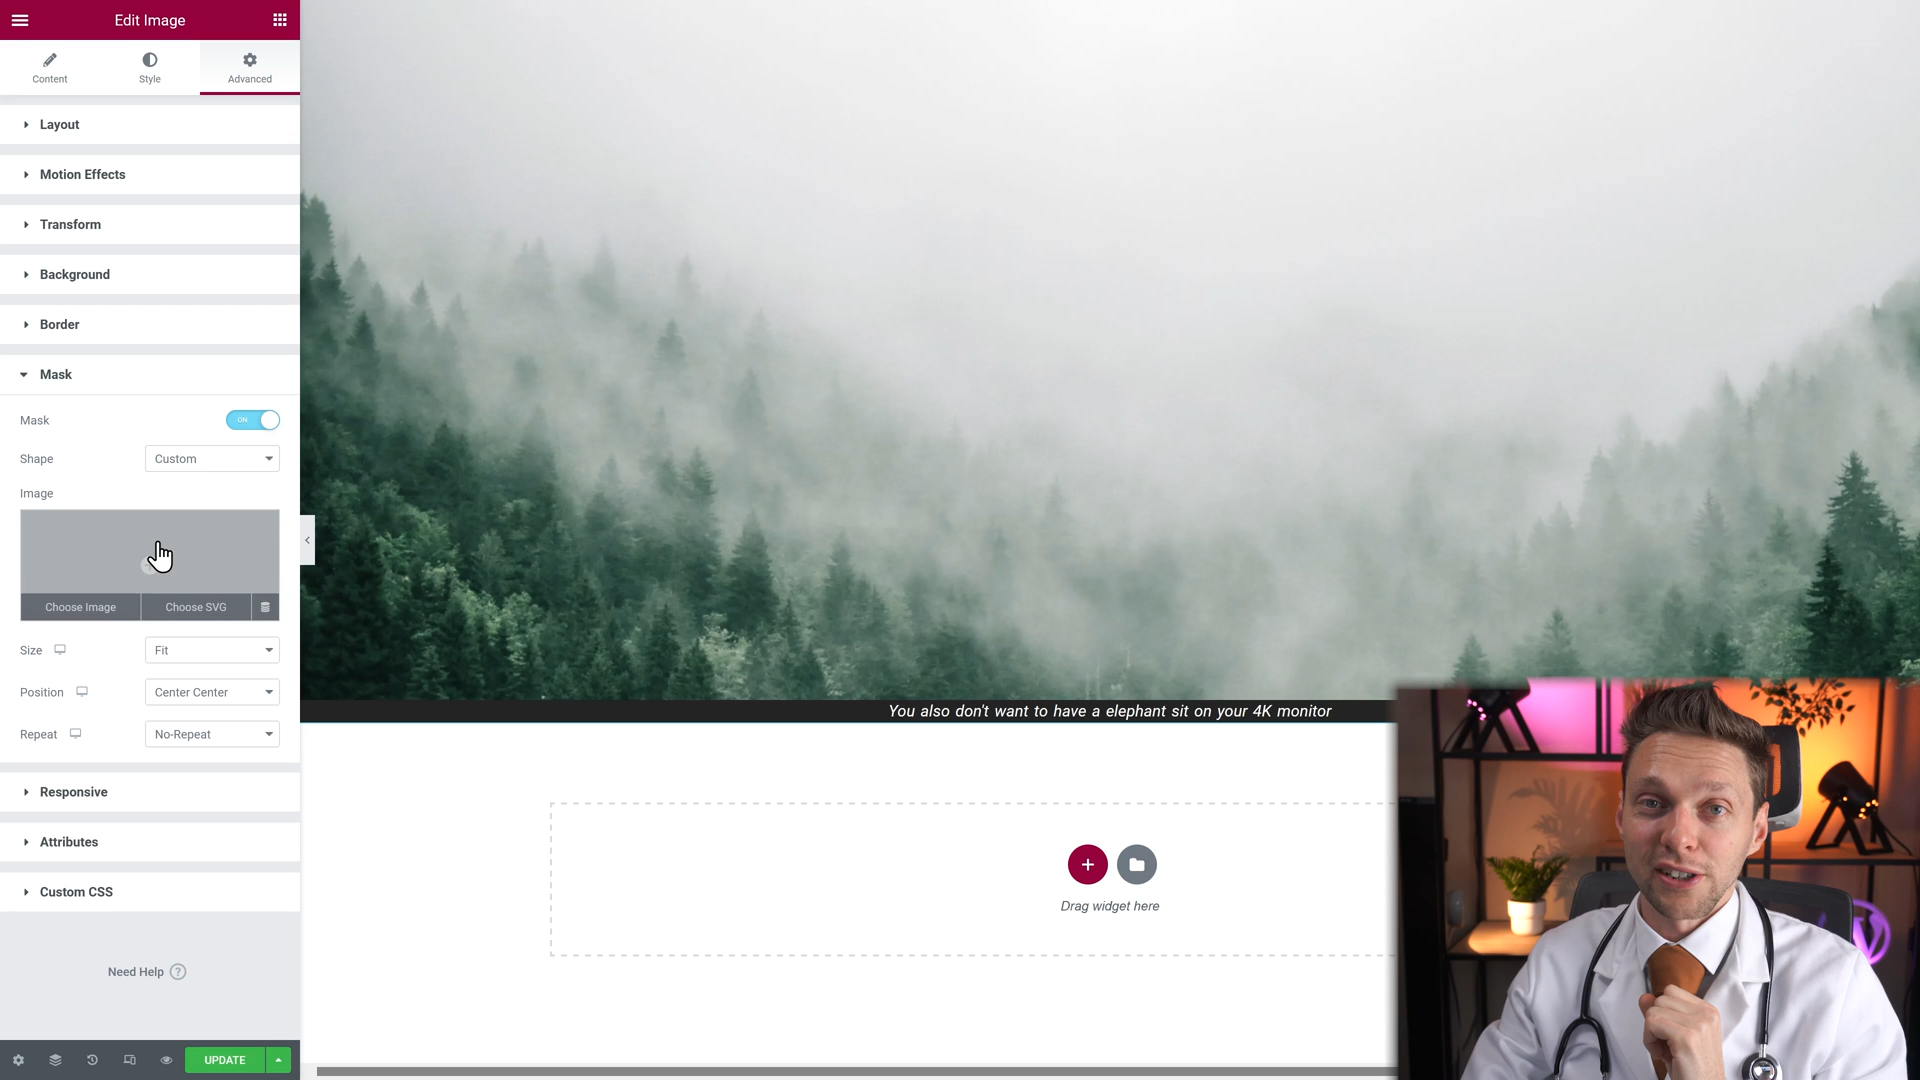 Edit Image
Content
Style
Advanced
Layout
Motion Effects
Transform
Background
Border
Mask
Mask
ON
Shape
Custom
Image
Choose Image
Choose SVG
Size
Fit
Position
Center Center
Repeat
No-Repeat
Responsive
Attributes
Custom CSS
Need Help ?
UPDATE
You also don't want to have a elephant sit on your 4K monitor
Drag widget here